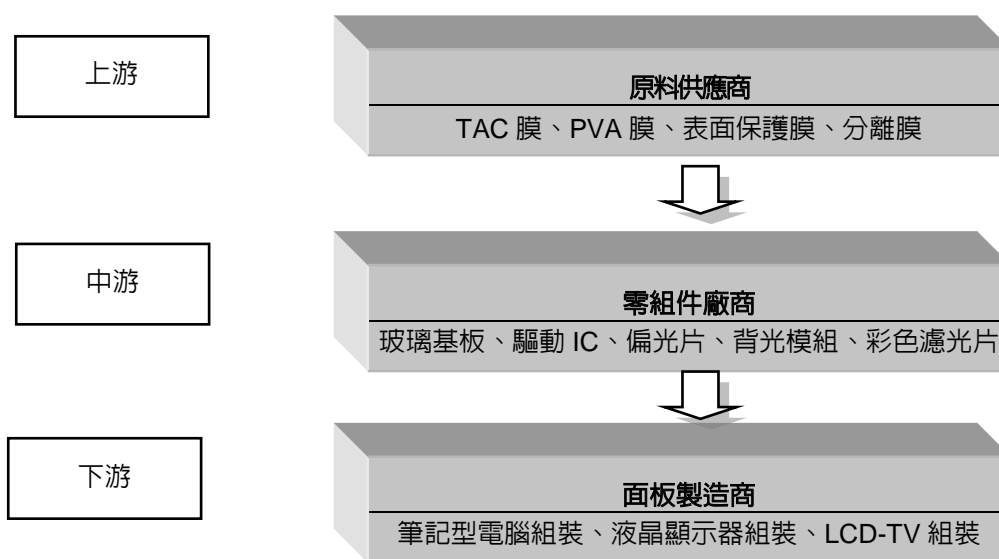 上游
原料供應商
TAC 膜、PVA 膜、表面保護膜、分離膜
中游
零組件廠商
玻璃基板、驅動 IC、偏光片、背光模組、彩色濾光片
下游
面板製造商
筆記型電腦組裝、液晶顯示器組裝、LCD-TV 組裝